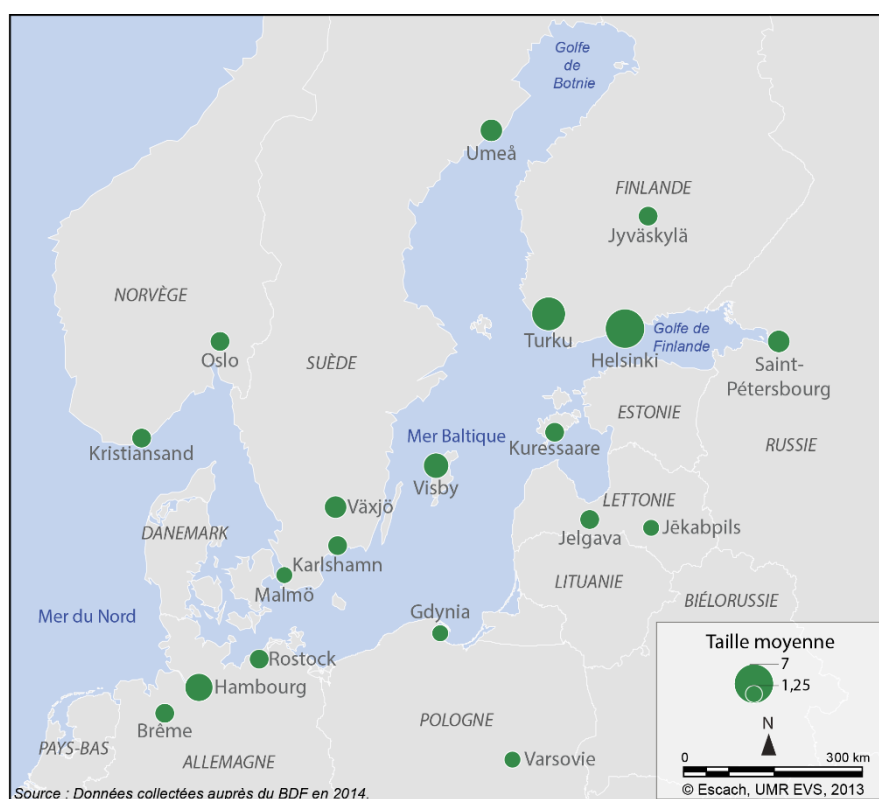 Golfe
de
Botnie
Umeå
FINLANDE
Jyväskylä
NORVÈGE
Oslo
SUÈDE
Turku
Helsinki
Golfe de
Finlande
Saint-
Pétersbourg
ESTONIE
RUSSIE
Kristiansand
Mer Baltique
Kuressaare
Visby
LETTONIE
Växjö
Jelgava
Jēkabpils
DANEMARK
Karlshamn
Malmö
LITUANIE
BIÉLORUSSIE
Mer du Nord
Gdynia
Rostock
Hambourg
Brême
POLOGNE
PAYS-BAS
ALLEMAGNE
Varsovie
Taille moyenne
7
1,25
N
0 300 km
© Escach, UMR EVS, 2013
Source : Données collectées auprès du BDF en 2014.